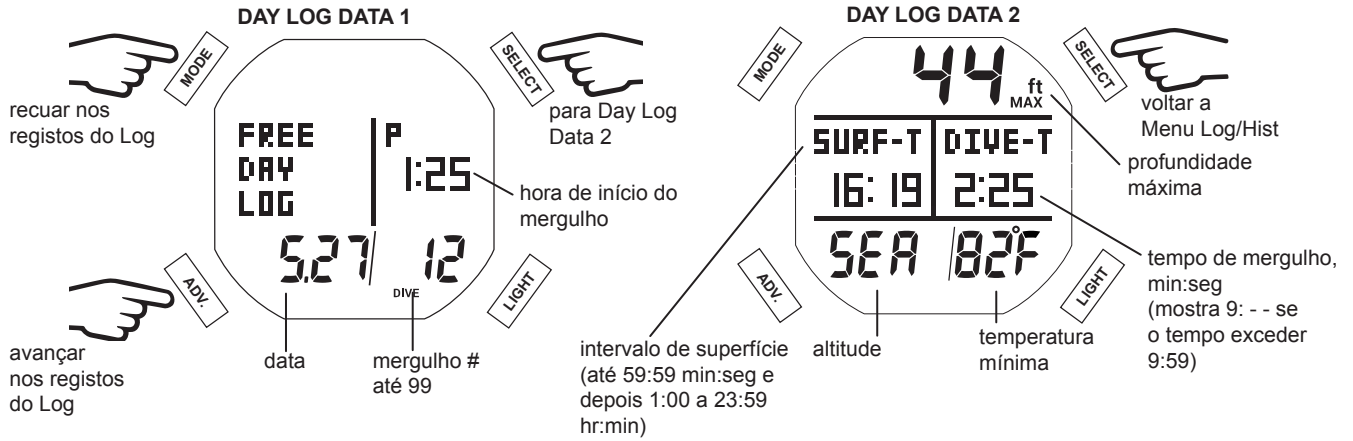 DAY LOG DATA 1
MODE
SELECT
recuar nos
registos do Log
para Day Log
Data 2
FREE
DAY
LOG
P
1:25
hora de início do
mergulho
5.27/ 12
DIVE
ADV.
LIGHT
avançar
nos registos
do Log
data
mergulho #
até 99
DAY LOG DATA 2
MODE
SELECT
44
ft
MAX
voltar a
Menu Log/Hist
profundidade
máxima
SURF-T DIVE-T
16:19 2:25
SEA /82°F
ADV.
LIGHT
tempo de mergulho,
min:seg
(mostra 9: - - se
o tempo exceder
9:59)
intervalo de superfície
(até 59:59 min:seg e
depois 1:00 a 23:59
hr:min)
altitude
temperatura
mínima